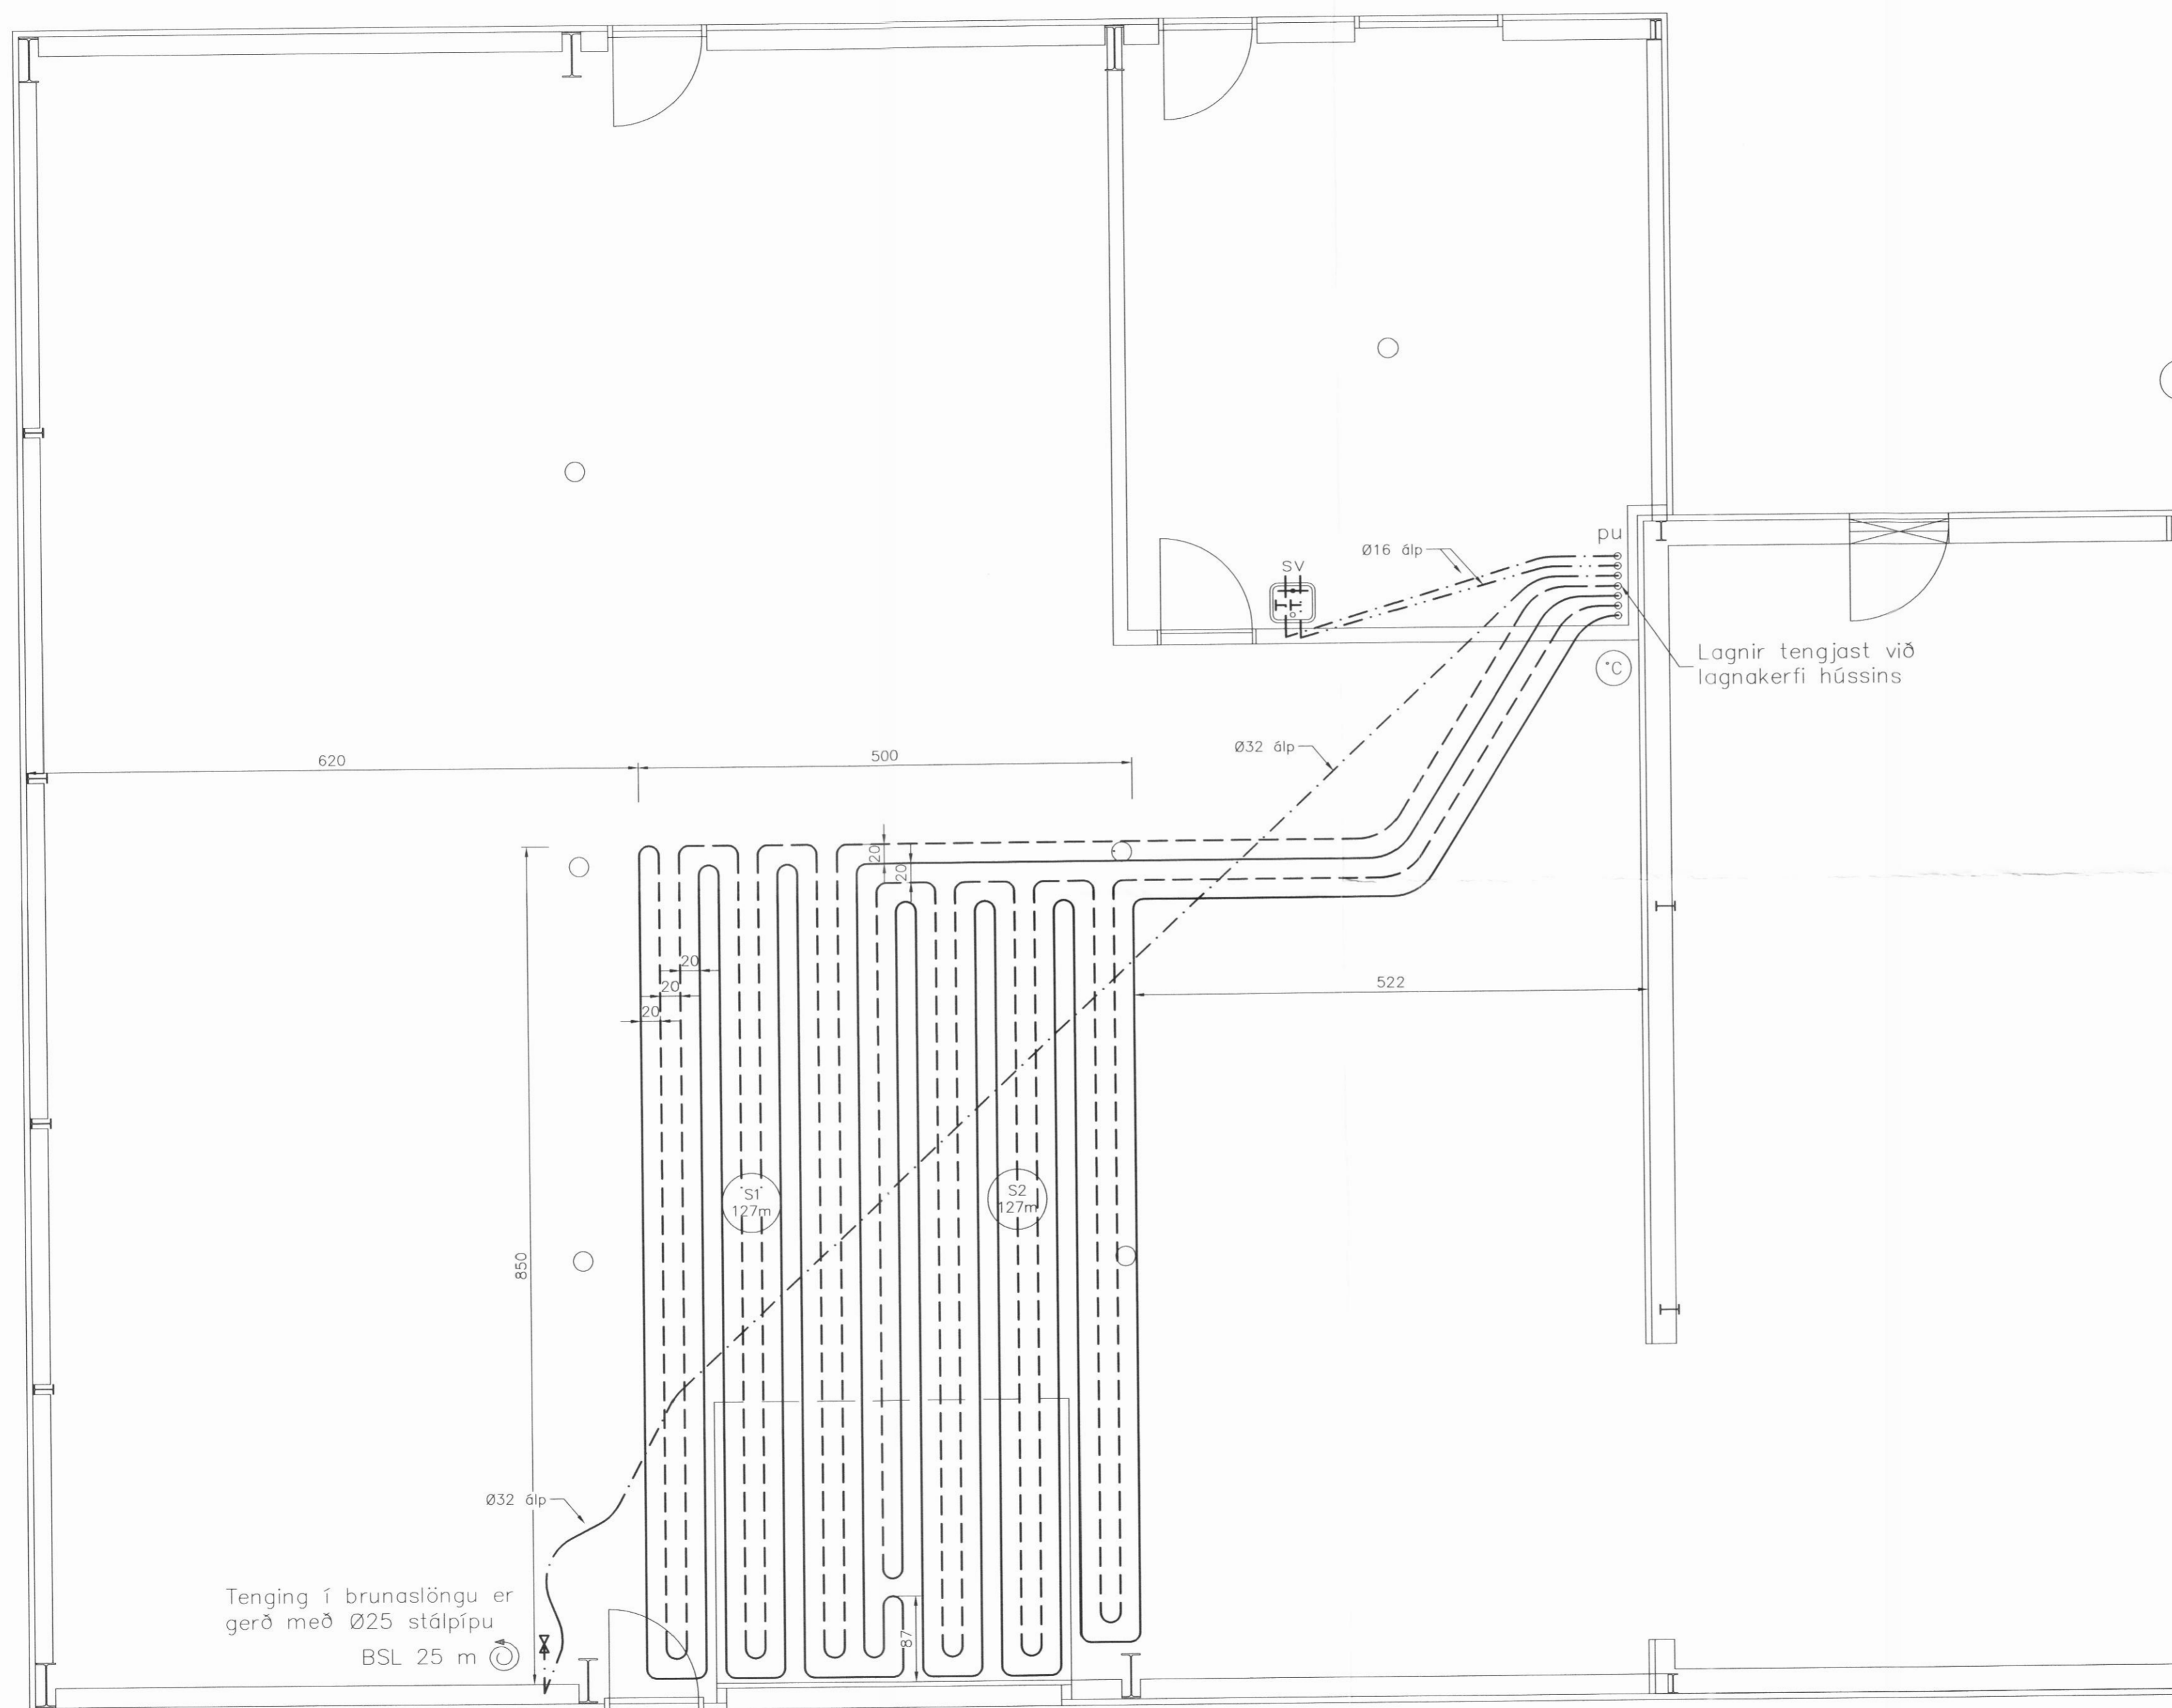 pu
Ø16 álp
SV
Lagnir tengjast við
lagnakerfi hússins
°C
Ø32 álp
620
500
20
20
20
20
20
522
S1
127m
S2
127m
850
Ø32 álp
Tenging í brunaslöngu er
gerð með Ø25 stálpípu
BSL 25 m
87